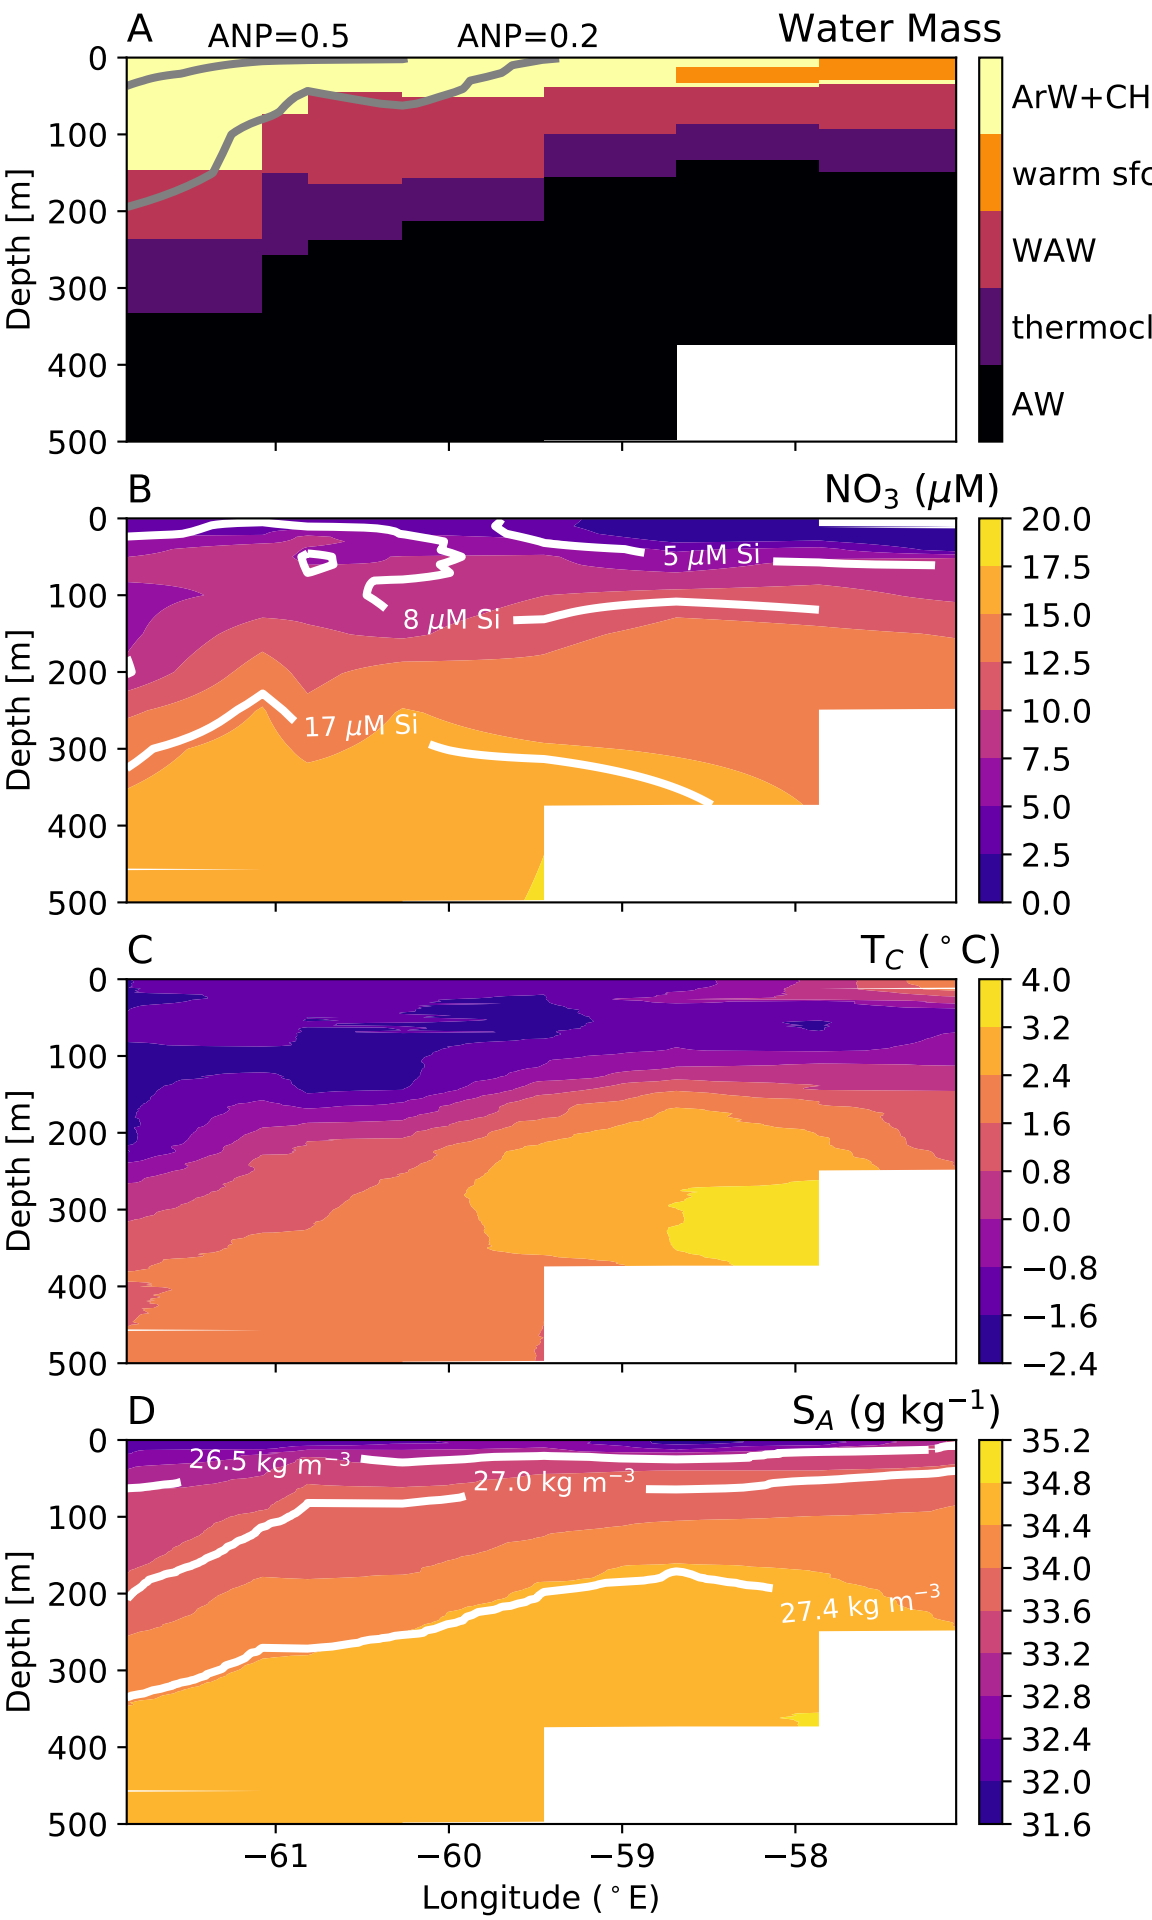 A
ANP=0.5
ANP=0.2
Water Mass
0
100
200
300
400
500
Depth [m]
ArW+CH
warm sfc
WAW
thermocl
AW
B
NO3 (μM)
0
100
200
300
400
500
Depth [m]
5 μM Si
8 μM Si
17 μM Si
20.0
17.5
15.0
12.5
10.0
7.5
5.0
2.5
0.0
C
TC (°C)
0
100
200
300
400
500
Depth [m]
4.0
3.2
2.4
1.6
0.8
0.0
−0.8
−1.6
−2.4
D
SA (g kg−1)
0
100
200
300
400
500
Depth [m]
26.5 kg m−3
27.0 kg m−3
27.4 kg m−3
35.2
34.8
34.4
34.0
33.6
33.2
32.8
32.4
32.0
31.6
−61
−60
−59
−58
Longitude (°E)